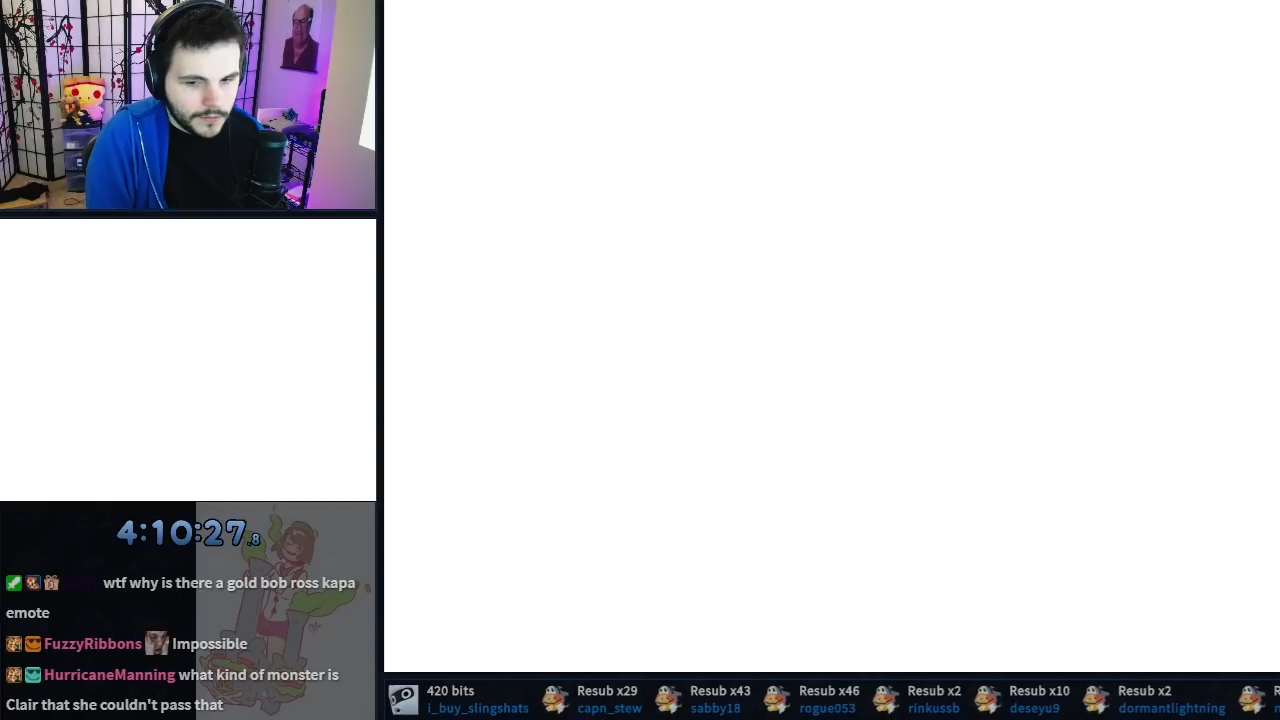 4:10:27.8
wtf why is there a gold bob ross kapa
emote
FuzzyRibbons Impossible
HurricaneManning what kind of monster is
Clair that she couldn't pass that
420 bits
i_buy_slingshats
Resub x29
capn_stew
Resub x43
sabby18
Resub x46
rogue053
Resub x2
rinkussb
Resub x10
deseyu9
Resub x2
dormantlightning